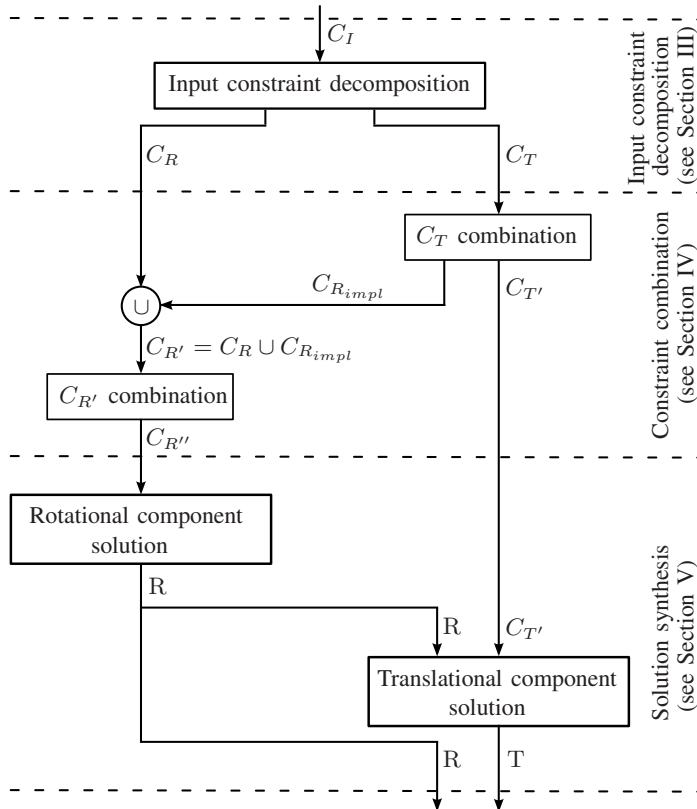 C_I
Input constraint decomposition
C_R
C_T
Input constraint
decomposition
(see Section III)
C_T combination
C_{R_{impl}}
C_{T'}
∪
C_{R'} = C_R ∪ C_{R_{impl}}
C_{R'} combination
C_{R''}
Constraint combination
(see Section IV)
Rotational component
solution
R
R
C_{T'}
Translational component
solution
R
T
Solution synthesis
(see Section V)